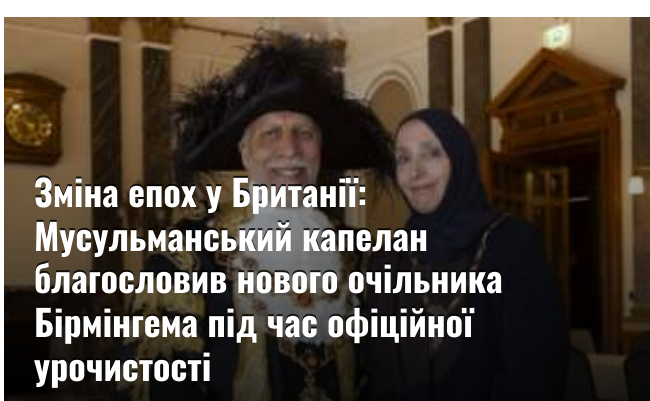 Зміна епох у Британії:
Мусульманський капелан
благословив нового очільника
Бірмінгема під час офіційної
урочистості